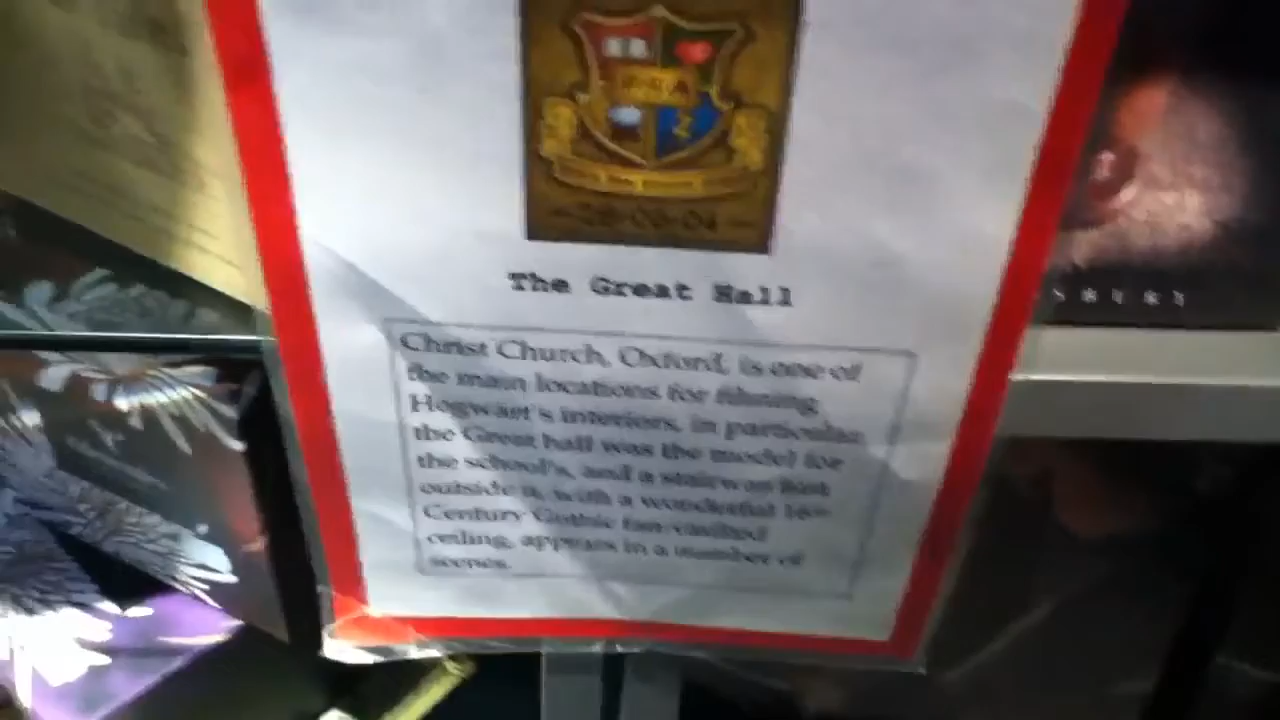 The Great Hall
Christ Church, Oxford, is one of
the main locations for filming
Hogwart's interiors, in particular
the Great hall was the model for
the school's, and a stairway just
outside it, with a wonderful 16th
Century Gothic fan-vaulted
ceiling, appears in a number of
scenes.
SBURY